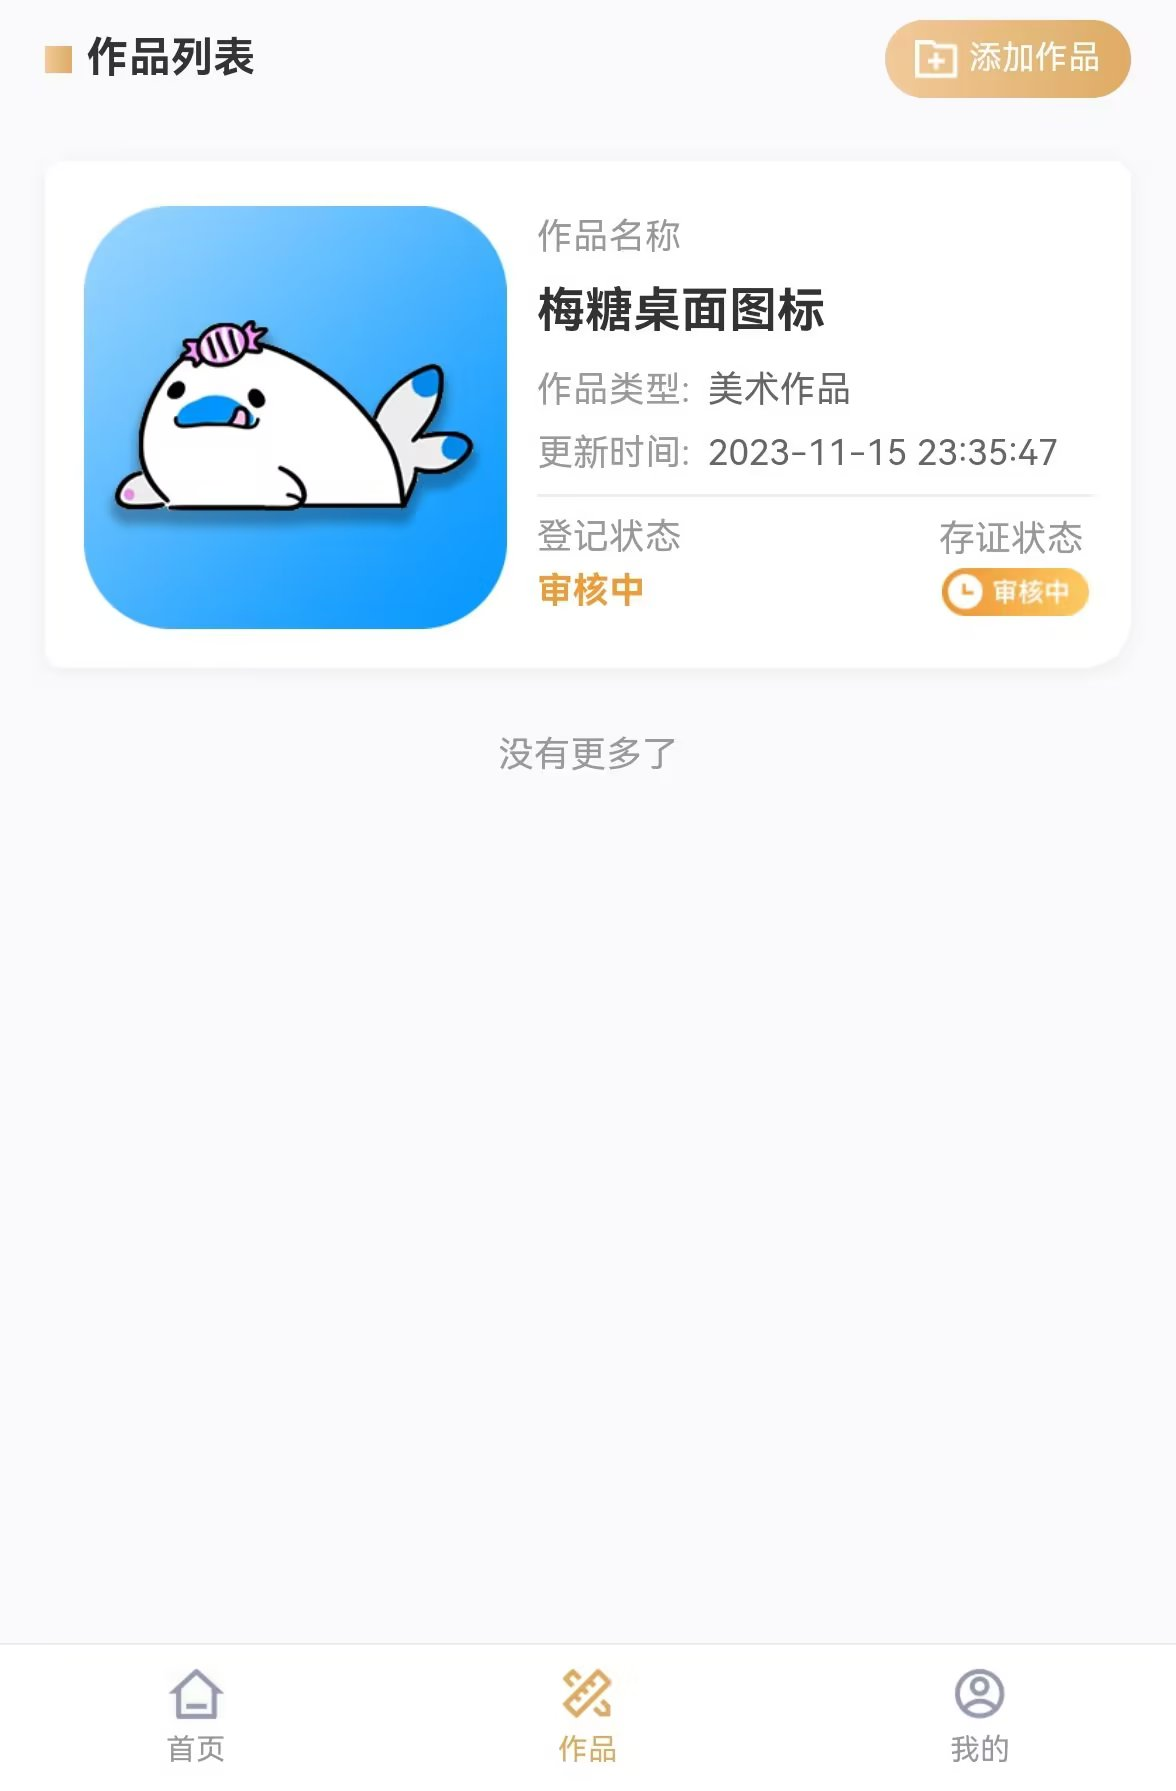 作品列表
添加作品
作品名称
梅糖桌面图标
作品类型: 美术作品
更新时间: 2023-11-15 23:35:47
登记状态
存证状态
审核中
审核中
没有更多了
首页
作品
我的